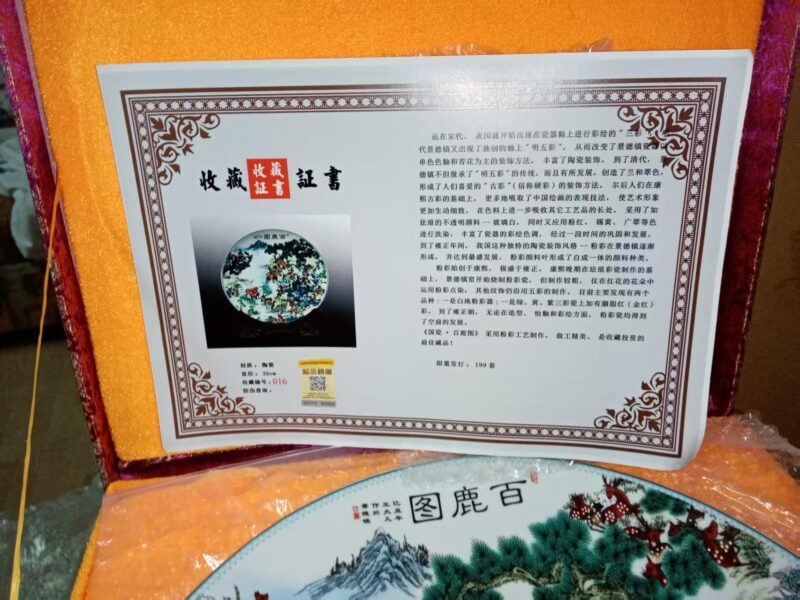 收藏
收藏
証書
証書
远在宋代， 我国就开始出现在瓷器釉上进行彩绘的"三彩"，
代景德镇又出现了独创的釉上"明五彩"， 从而改变了景德镇
单色色釉和青花为主的装饰方法， 丰富了陶瓷装饰。 到了清代，
德镇不但继承了"明五彩"的传统，而且有所发展，创造了兰和翠色，
形成了人们喜爱的"古彩"（俗称硬彩）的装饰方法， 尔后人们在康
熙古彩的基础上， 更多地吸取了中国绘画的表现技法， 使艺术形象
更加生动细致。 在色料上进一步吸收其它工艺品的长处， 采用了如
珐琅的不透明颜料--玻璃白， 同时又应用粉红、 锡黄、 广翠等色
进行洗染， 丰富了瓷器的彩绘色调， 经过一段时间的巩固和发展，
到了雍正年间， 我国这种独特的陶瓷装饰风格--粉彩在景德镇逐渐
形成， 并达到最盛发展。 粉彩颜料叶形成了自成一体的颜料种类。
粉彩始创于康熙， 极盛于雍正。 康熙晚期在珐琅彩瓷制作的基
础上， 景德镇窑开始烧制粉彩瓷， 但制作较粗， 仅在红花的花朵中
运用粉彩点染， 其他纹饰仍沿用五彩的制作。 目前主要发现有两个
品种：一是白地粉彩器；一是绿、黄、紫三彩瓷上加有胭脂红（金红）
彩。 到了雍正朝， 无论在造型、 怡釉和彩绘方面， 粉彩瓷均得到
了空前的发展。
《国瓷·百鹿图》 采用粉彩工艺制作， 做工精美， 是收藏投资的
最佳藏品！
限量发行： 199 套
百鹿图
材质： 陶瓷
直径： 36cm
收藏编号：016
防伪查询：
百鹿图
己丑年
作於
景德镇